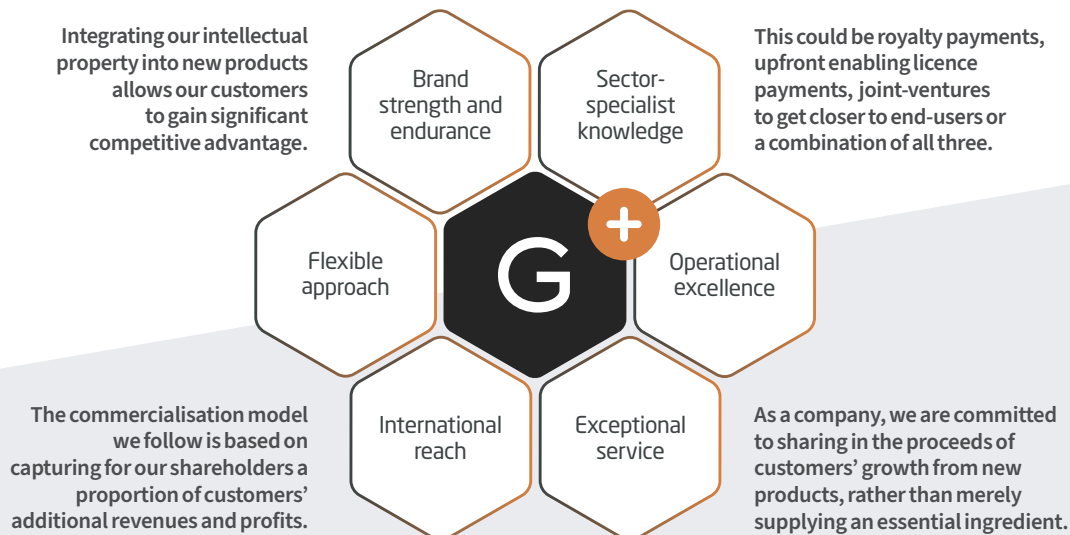 Integrating our intellectual
property into new products
allows our customers
to gain significant
competitive advantage.
Brand
strength and
endurance
Sector-
specialist
knowledge
This could be royalty payments,
upfront enabling licence
payments, joint-ventures
to get closer to end-users or
a combination of all three.
Flexible
approach
G
+
Operational
excellence
The commercialisation model
we follow is based on
capturing for our shareholders a
proportion of customers’
additional revenues and profits.
International
reach
Exceptional
service
As a company, we are committed
to sharing in the proceeds of
customers’ growth from new
products, rather than merely
supplying an essential ingredient.